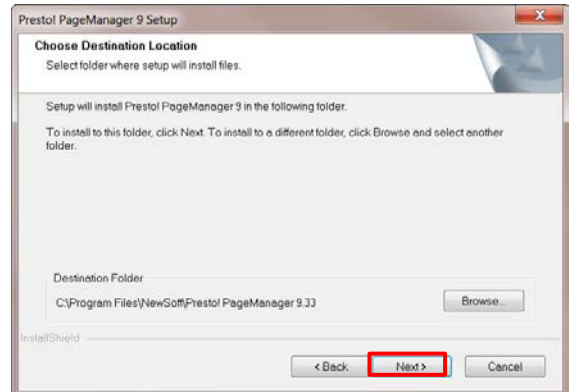 Presto! PageManager 9 Setup
Choose Destination Location
Select folder where setup will install files.
Setup will install Presto! PageManager 9 in the following folder.
To install to this folder, click Next. To install to a different folder, click Browse and select another
folder.
Destination Folder
C:\Program Files\NewSoft\Presto! PageManager 9.33
Browse...
InstallShield
< Back
Next >
Cancel